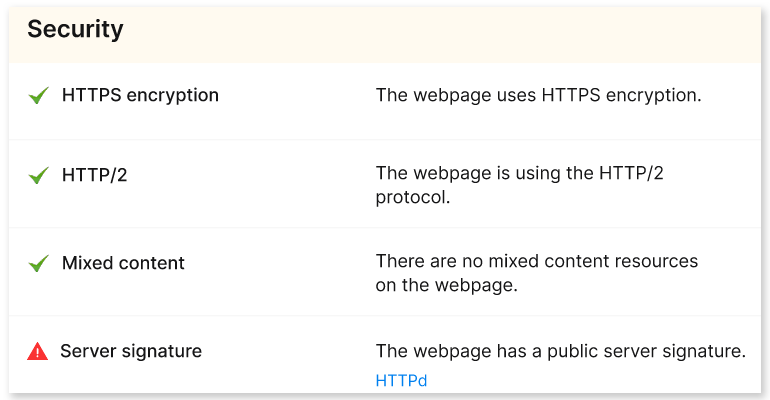 Security
HTTPS encryption
The webpage uses HTTPS encryption.
HTTP/2
The webpage is using the HTTP/2
protocol.
Mixed content
There are no mixed content resources
on the webpage.
Server signature
The webpage has a public server signature.
HTTPd